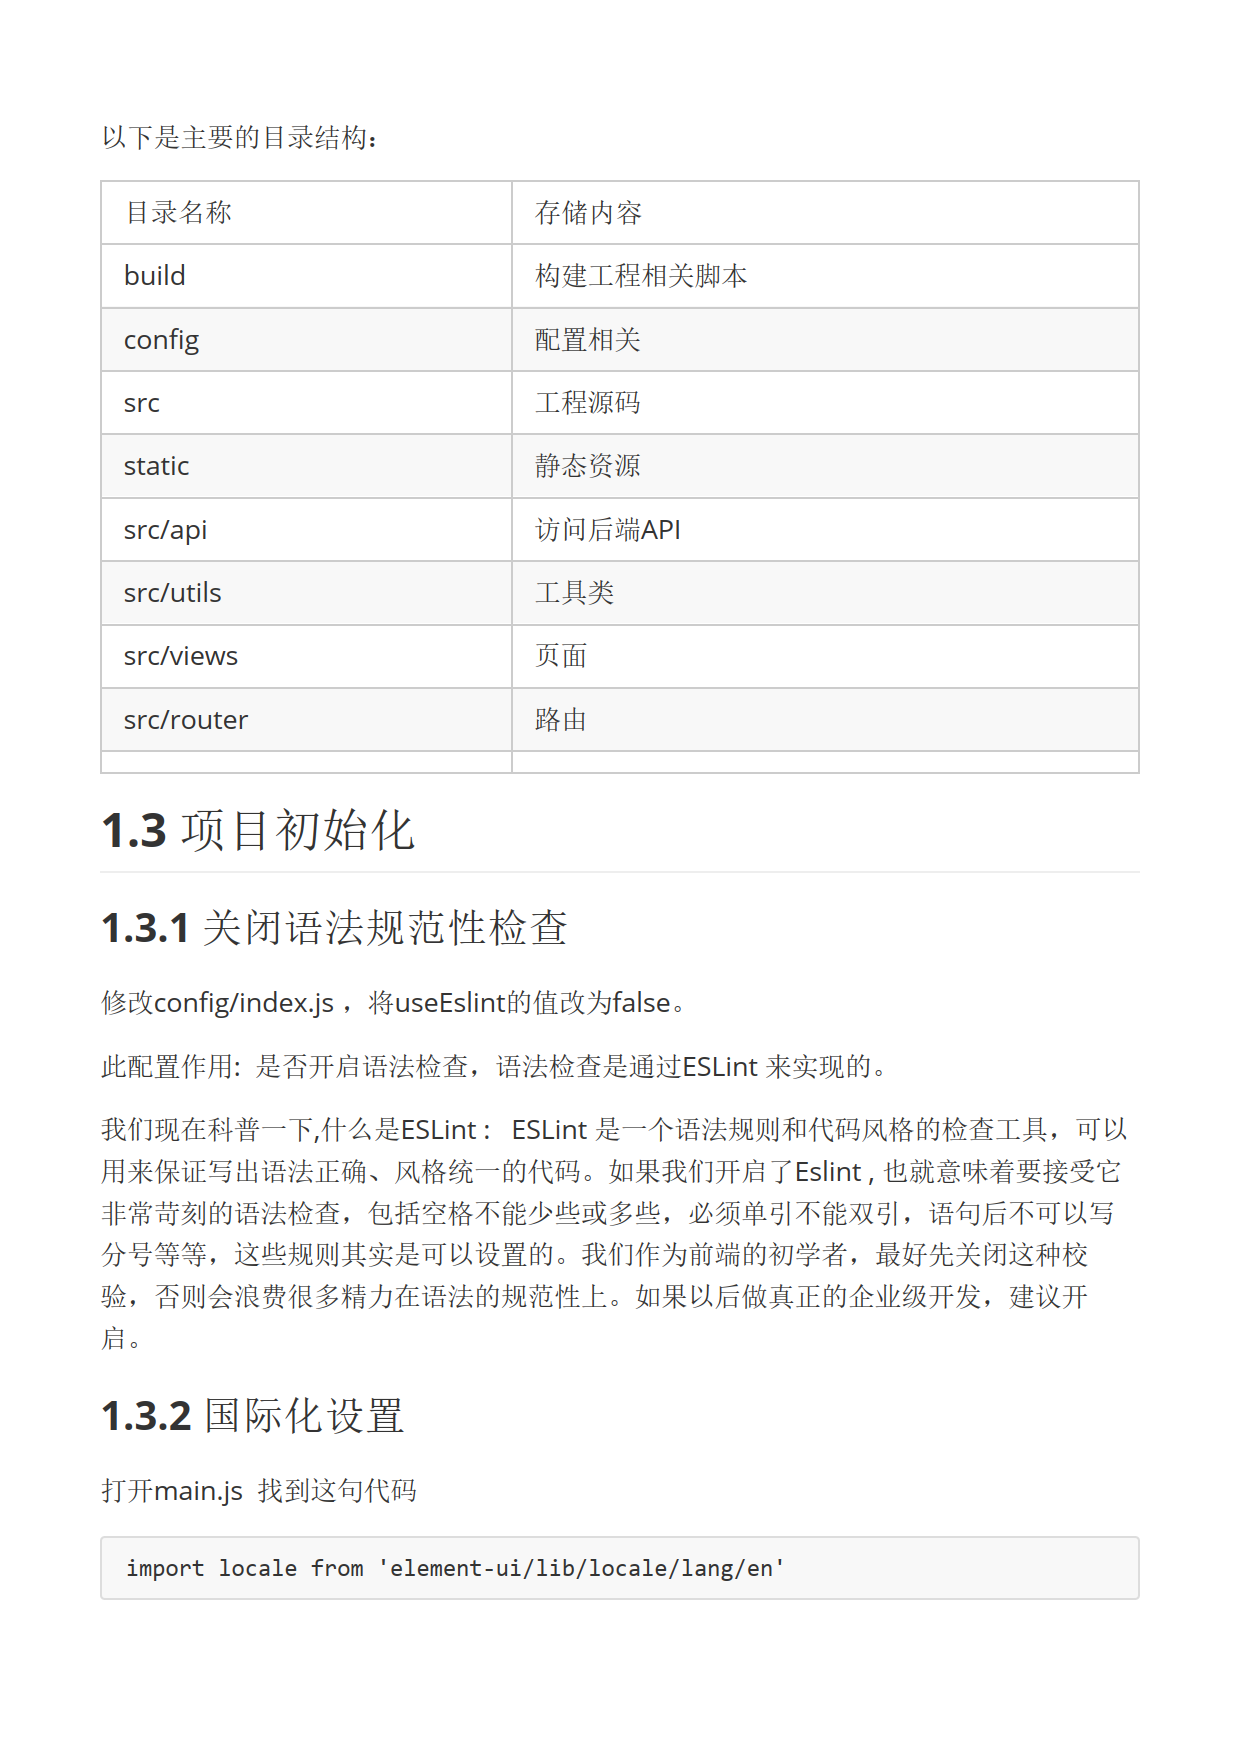 以下是主要的目录结构：
目录名称 存储内容
build 构建工程相关脚本
config 配置相关
src 工程源码
static 静态资源
src/api 访问后端API
src/utils 工具类
src/views 页面
src/router 路由
1.3 项目初始化
1.3.1 关闭语法规范性检查
修改config/index.js ，将useEslint的值改为false。
此配置作用: 是否开启语法检查，语法检查是通过ESLint 来实现的。
我们现在科普一下,什么是ESLint : ESLint 是一个语法规则和代码风格的检查工具，可以
用来保证写出语法正确、风格统一的代码。如果我们开启了Eslint , 也就意味着要接受它
非常苛刻的语法检查，包括空格不能少些或多些，必须单引不能双引，语句后不可以写
分号等等，这些规则其实是可以设置的。我们作为前端的初学者，最好先关闭这种校
验，否则会浪费很多精力在语法的规范性上。如果以后做真正的企业级开发，建议开
启。
1.3.2 国际化设置
打开main.js 找到这句代码
import locale from 'element-ui/lib/locale/lang/en'